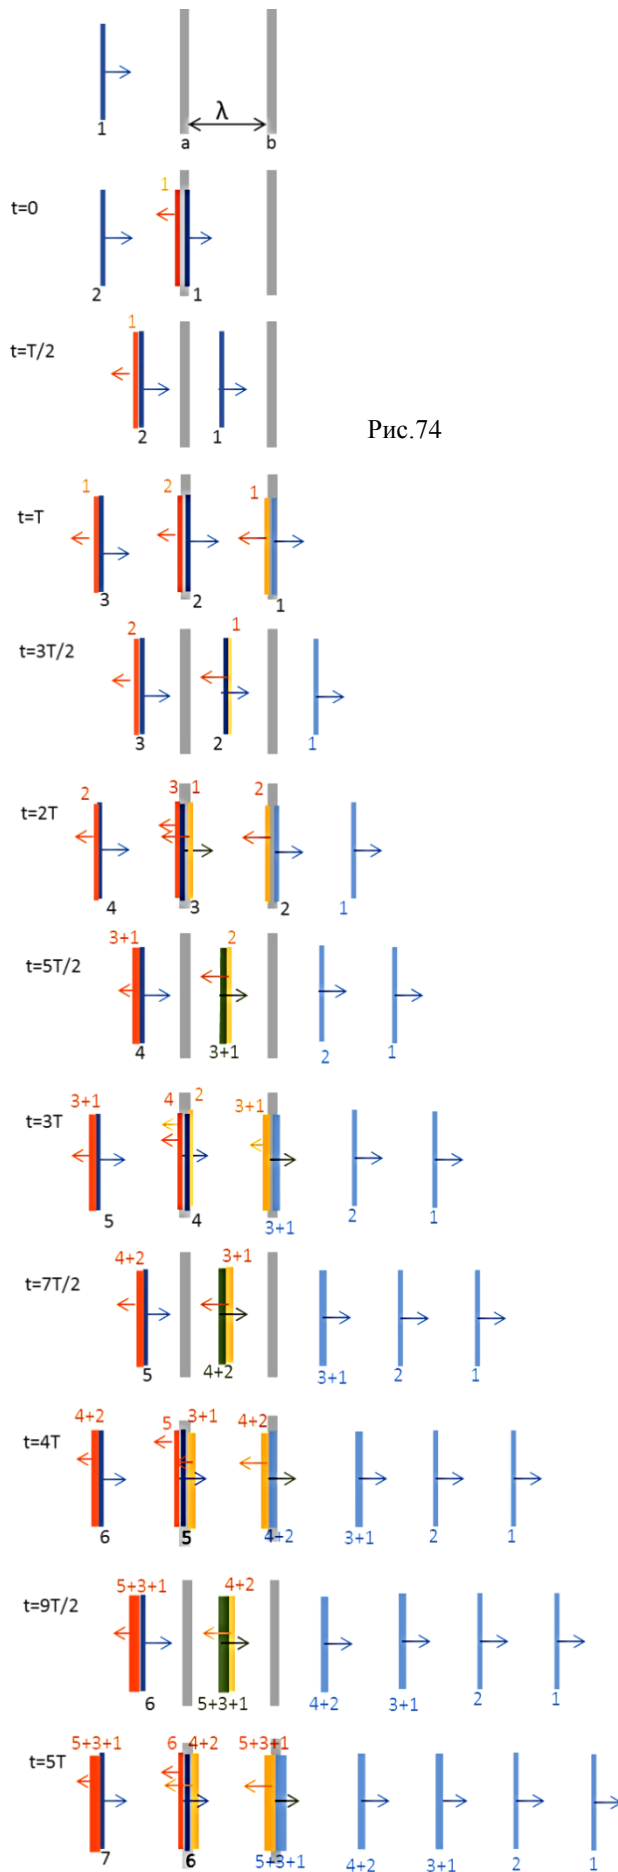 λ
1
a b
t=0
1
2 1
t=T/2
1
2 1
Рис.74
t=T
1 2 1
3 2 1
t=3T/2
2 1
3 2 1
t=2T
2 3 1 2
4 3 2 1
t=5T/2
3+1 2
4 3+1 2 1
t=3T
3+1 4 2 3+1
5 4 3+1 2 1
t=7T/2
4+2 3+1
5 4+2 3+1 2 1
t=4T
4+2 5 3+1 4+2
6 5 4+2 3+1 2 1
t=9T/2
5+3+1 4+2
6 5+3+1 4+2 3+1 2 1
t=5T
5+3+1 6 4+2 5+3+1
7 6 5+3+1 4+2 3+1 2 1